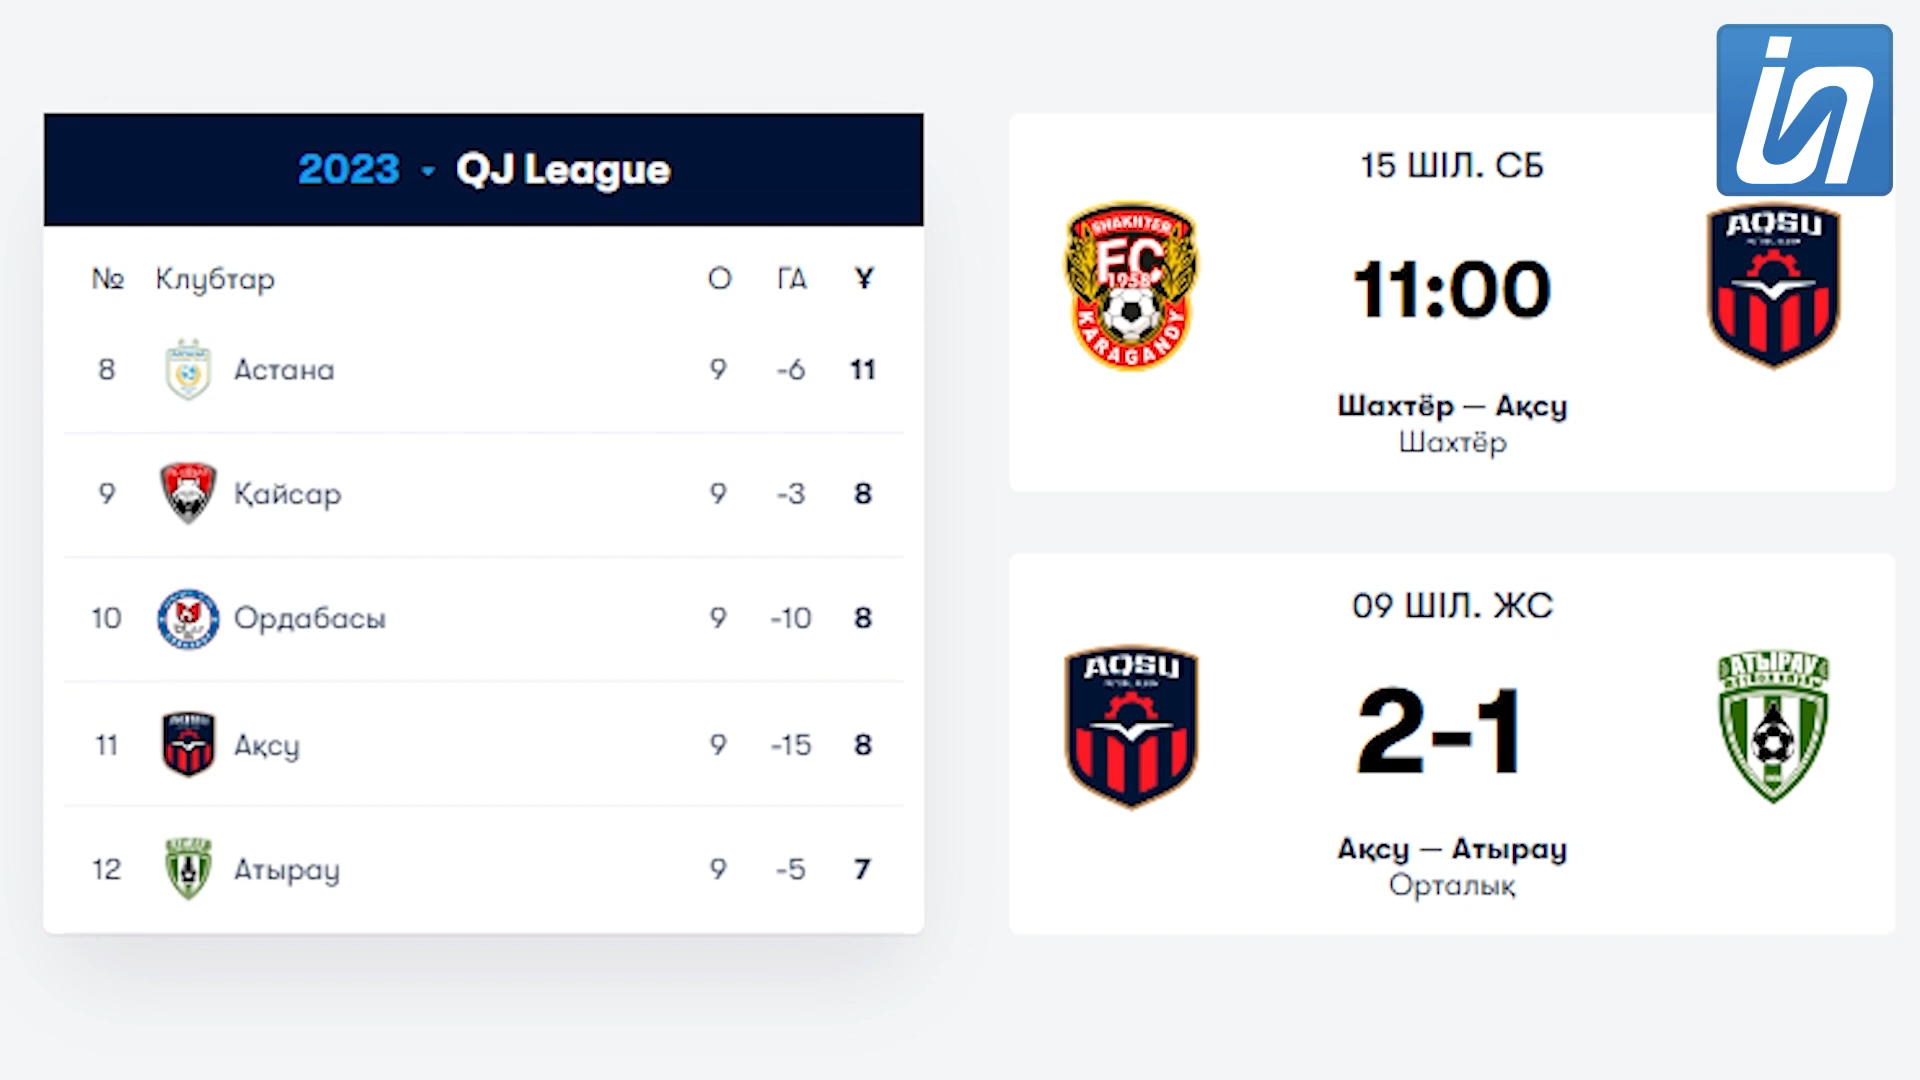 2023 - QJ League
№ Клубтар О ГА Ұ
8 Астана 9 -6 11
9 Қайсар 9 -3 8
10 Ордабасы 9 -10 8
11 Ақсу 9 -15 8
12 Атырау 9 -5 7
in
15 ШІЛ. СБ
SHAKHTER
FC
1958
KARAGANDY
11:00
AQSU
Шахтёр — Ақсу
Шахтёр
09 ШІЛ. ЖС
AQSU
2-1
АТЫРАУ
Ақсу — Атырау
Орталық